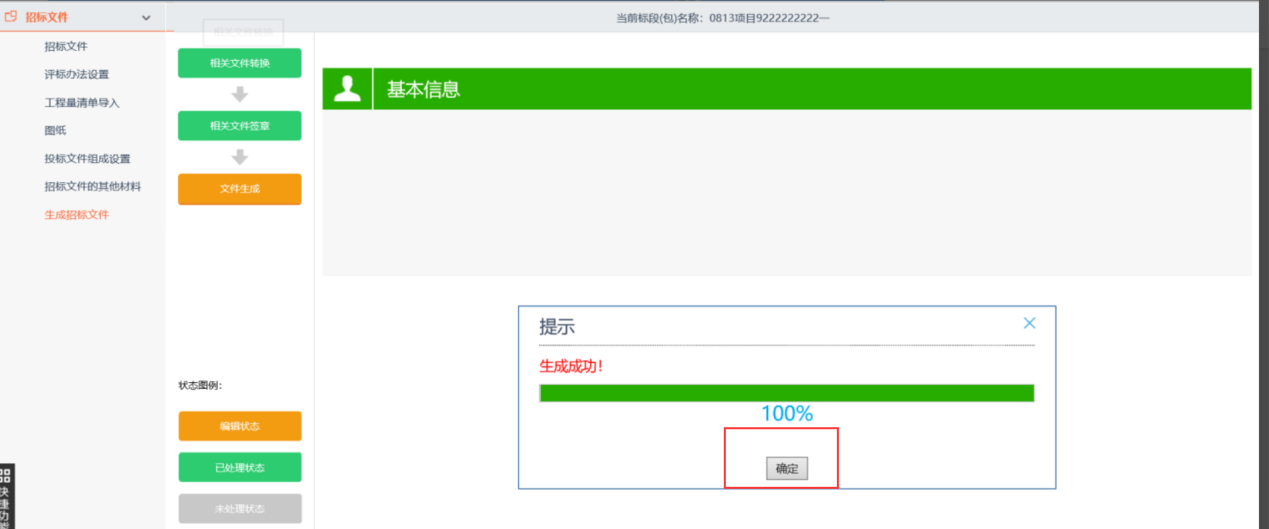 招标文件
当前标段(包)名称：0813项目9222222222一
招标文件
评标办法设置
工程量清单导入
图纸
投标文件组成设置
招标文件的其他材料
生成招标文件
相关文件转换
相关文件签章
文件生成
基本信息
提示
生成成功！
100%
确定
状态图例：
编辑状态
已处理状态
未处理状态
快
捷
功